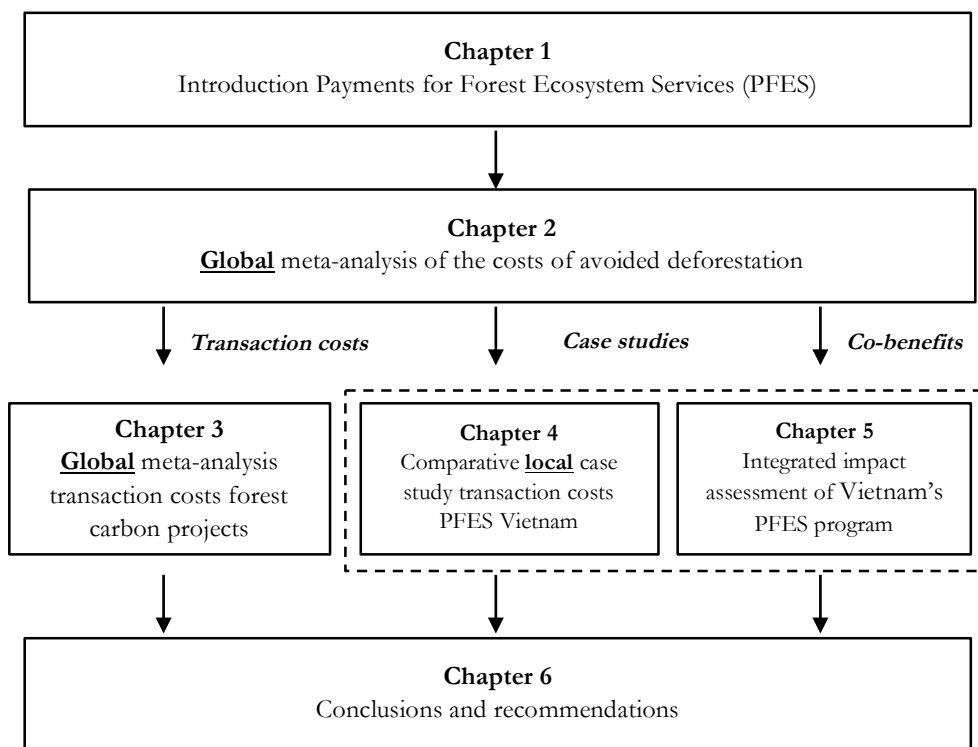 Chapter 1
Introduction Payments for Forest Ecosystem Services (PFES)
Chapter 2
Global meta-analysis of the costs of avoided deforestation
Transaction costs
Case studies
Co-benefits
Chapter 3
Global meta-analysis
transaction costs forest
carbon projects
Chapter 4
Comparative local case
study transaction costs
PFES Vietnam
Chapter 5
Integrated impact
assessment of Vietnam's
PFES program
Chapter 6
Conclusions and recommendations